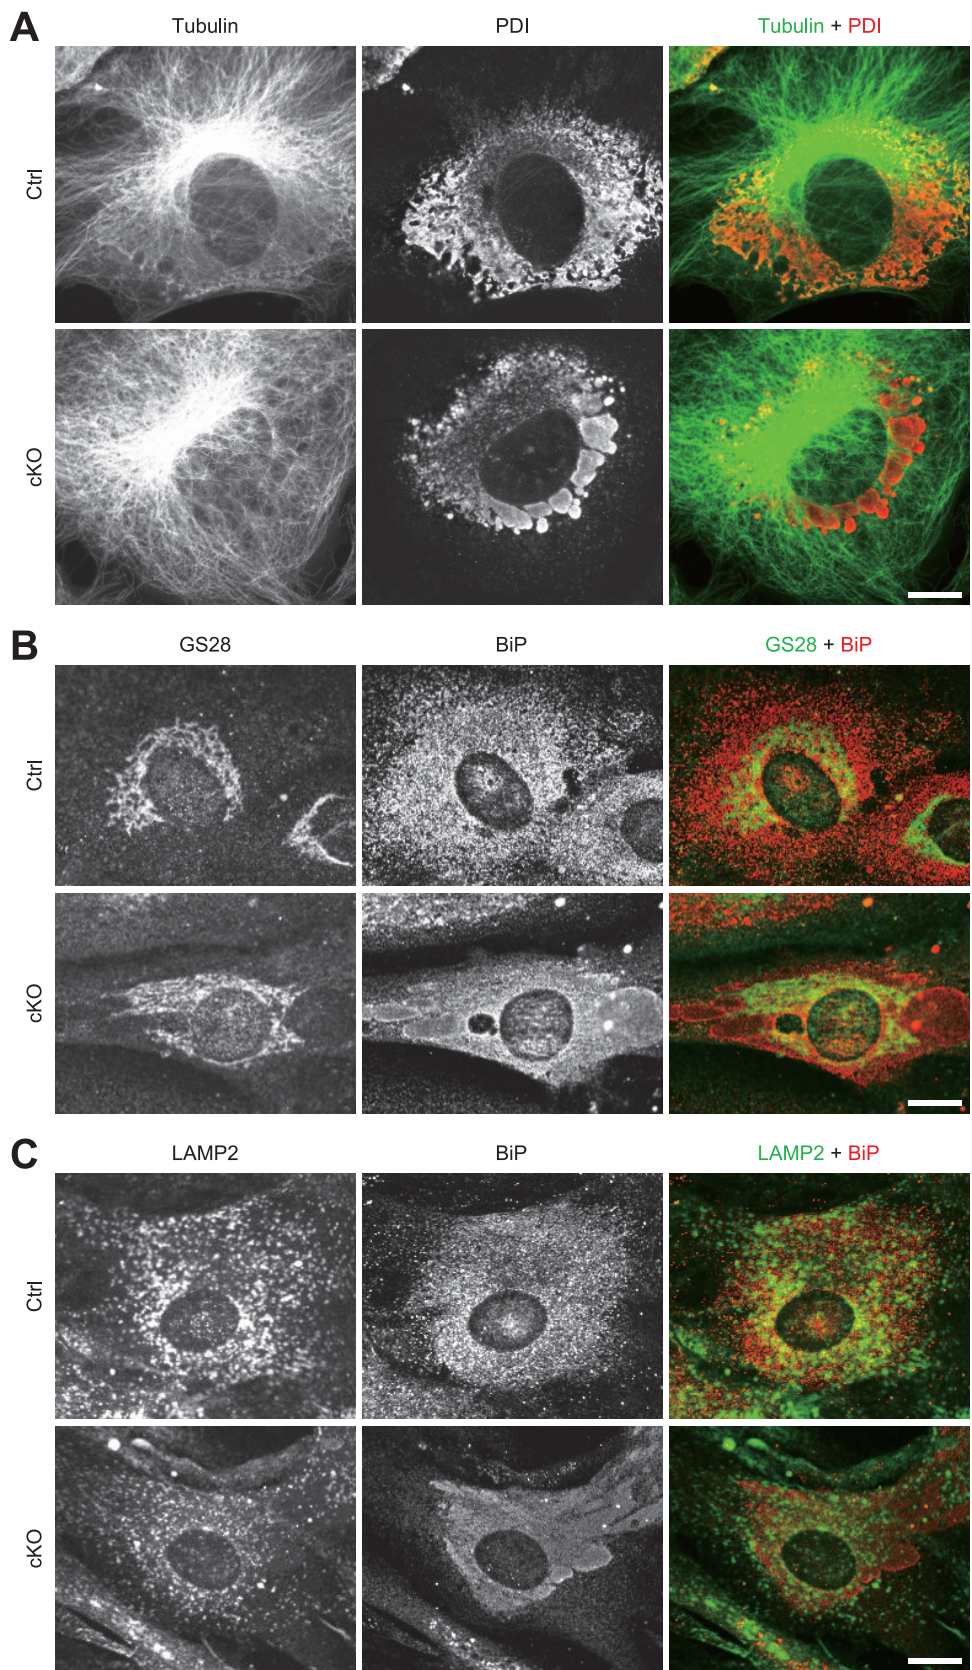 A
Tubulin PDI Tubulin + PDI
Ctrl
cKO
B
GS28 BiP GS28 + BiP
Ctrl
cKO
C
LAMP2 BiP LAMP2 + BiP
Ctrl
cKO